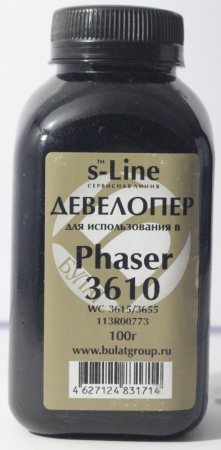 ™ s-Line
СЕРВИСНАЯ ЛИНИЯ
ДЕВЕЛОПЕР
для использования в
Phaser
3610
WC 3615/3655
113R00773
100г
www.bulatgroup.ru
4 627124 831714